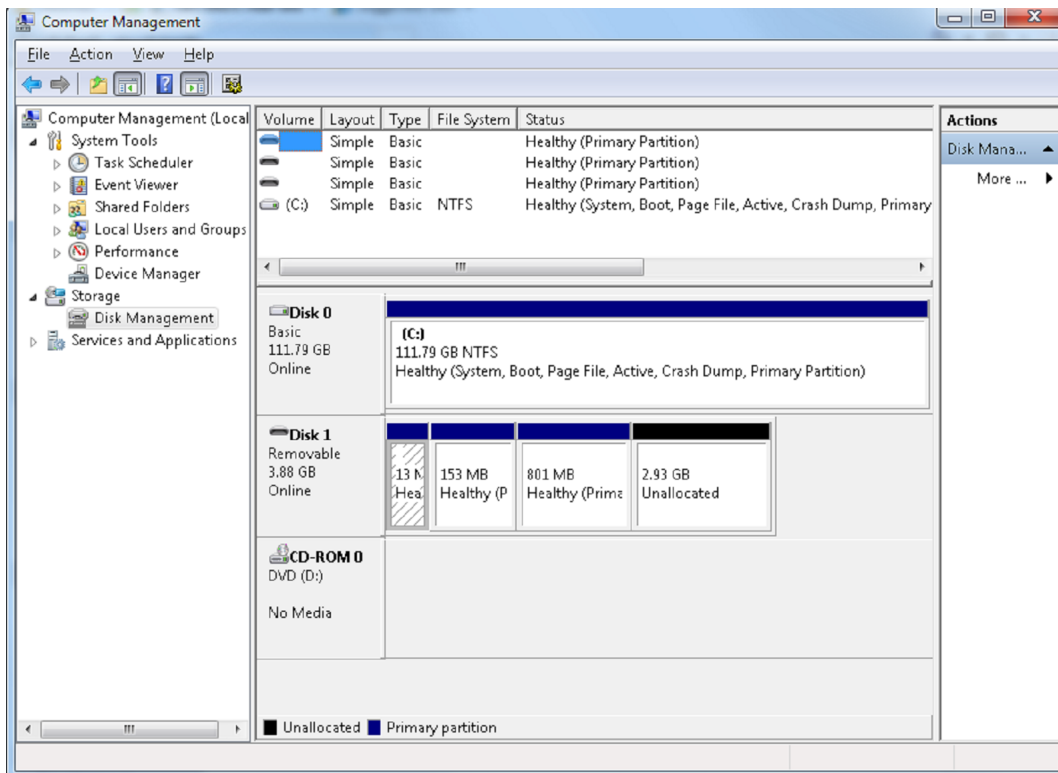 Computer Management
File Action View Help
Computer Management (Local
System Tools
Task Scheduler
Event Viewer
Shared Folders
Local Users and Groups
Performance
Device Manager
Storage
Disk Management
Services and Applications
Volume Layout Type File System Status
Simple Basic Healthy (Primary Partition)
Simple Basic Healthy (Primary Partition)
Simple Basic Healthy (Primary Partition)
(C:) Simple Basic NTFS Healthy (System, Boot, Page File, Active, Crash Dump, Primary
Disk 0
Basic
111.79 GB
Online
(C:)
111.79 GB NTFS
Healthy (System, Boot, Page File, Active, Crash Dump, Primary Partition)
Disk 1
Removable
3.88 GB
Online
13 M
Hea
153 MB
Healthy (P
801 MB
Healthy (Prima
2.93 GB
Unallocated
CD-ROM 0
DVD (D:)
No Media
Unallocated Primary partition
Actions
Disk Mana...
More ...